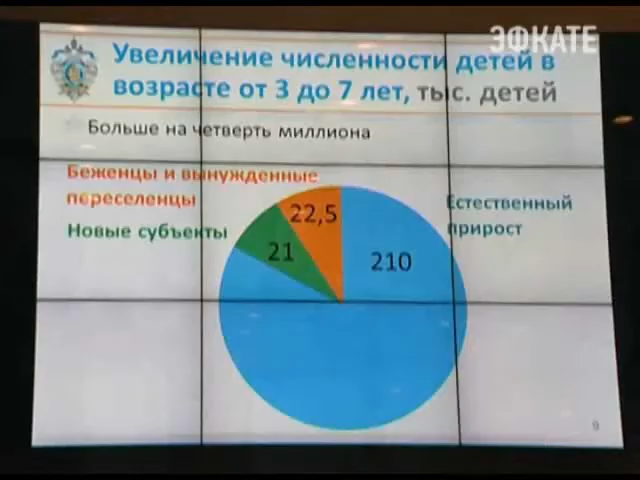 ЭФКАТЕ
Увеличение численности детей в
возрасте от 3 до 7 лет, тыс. детей
Больше на четверть миллиона
Беженцы и вынужденные
переселенцы
Новые субъекты
22,5
21
210
Естественный
прирост
9